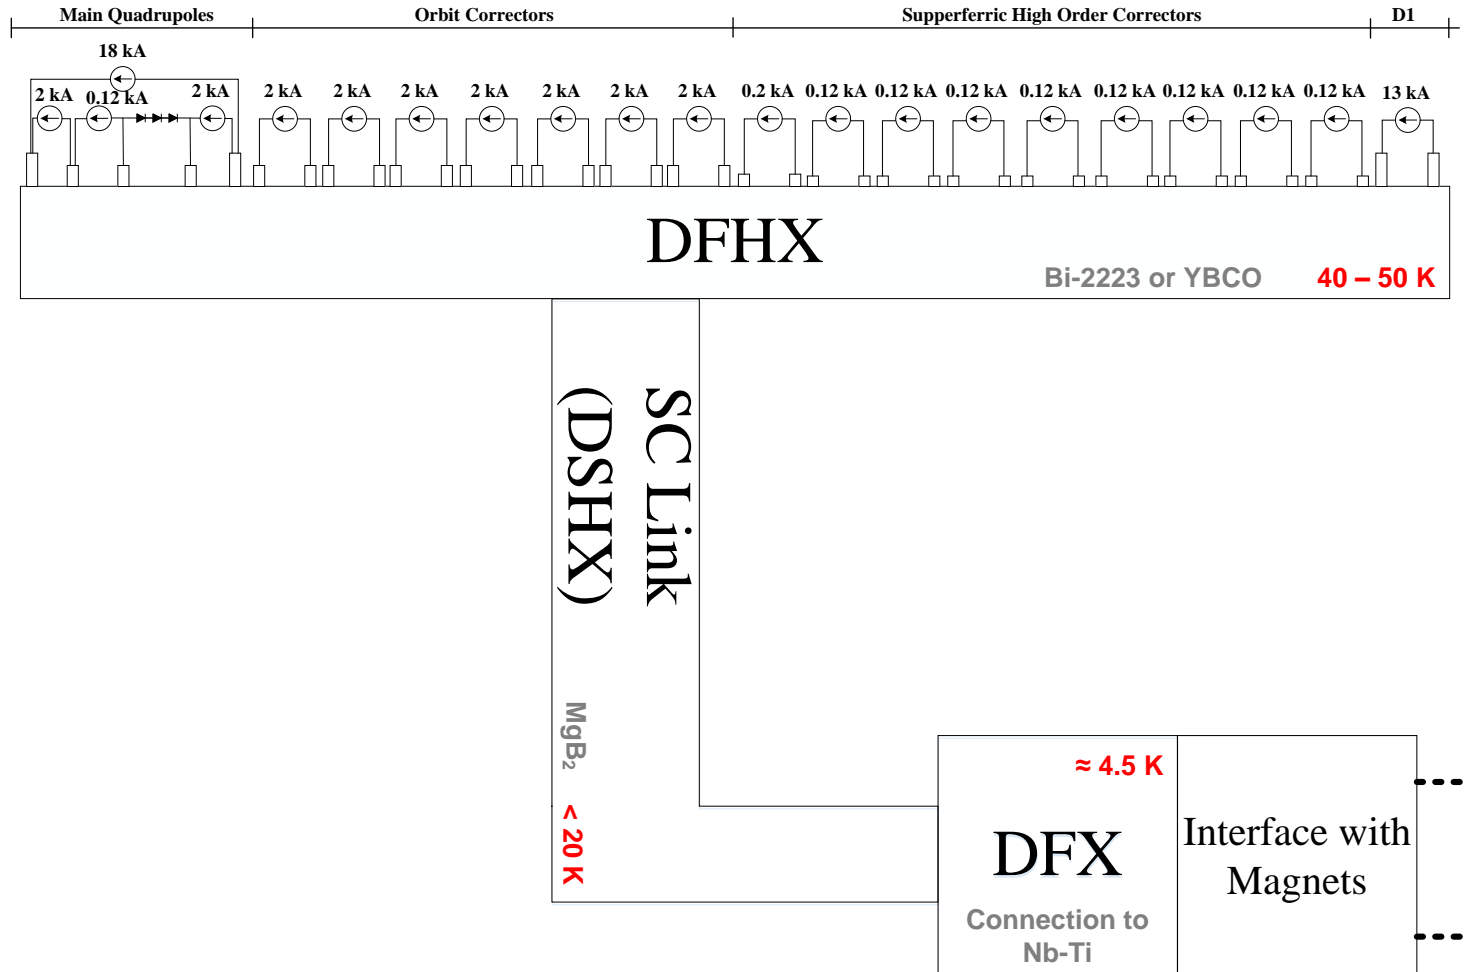 Main Quadrupoles Orbit Correctors Supperferric High Order Correctors D1
18 kA
2 kA 0.12 kA 2 kA 2 kA 2 kA 2 kA 2 kA 2 kA 2 kA 2 kA 0.2 kA 0.12 kA 0.12 kA 0.12 kA 0.12 kA 0.12 kA 0.12 kA 0.12 kA 0.12 kA 13 kA
DFHX
Bi-2223 or YBCO 40 – 50 K
SC Link
(DSHX)
MgB₂
< 20 K
≈ 4.5 K
DFX
Connection to
Nb-Ti
Interface with
Magnets